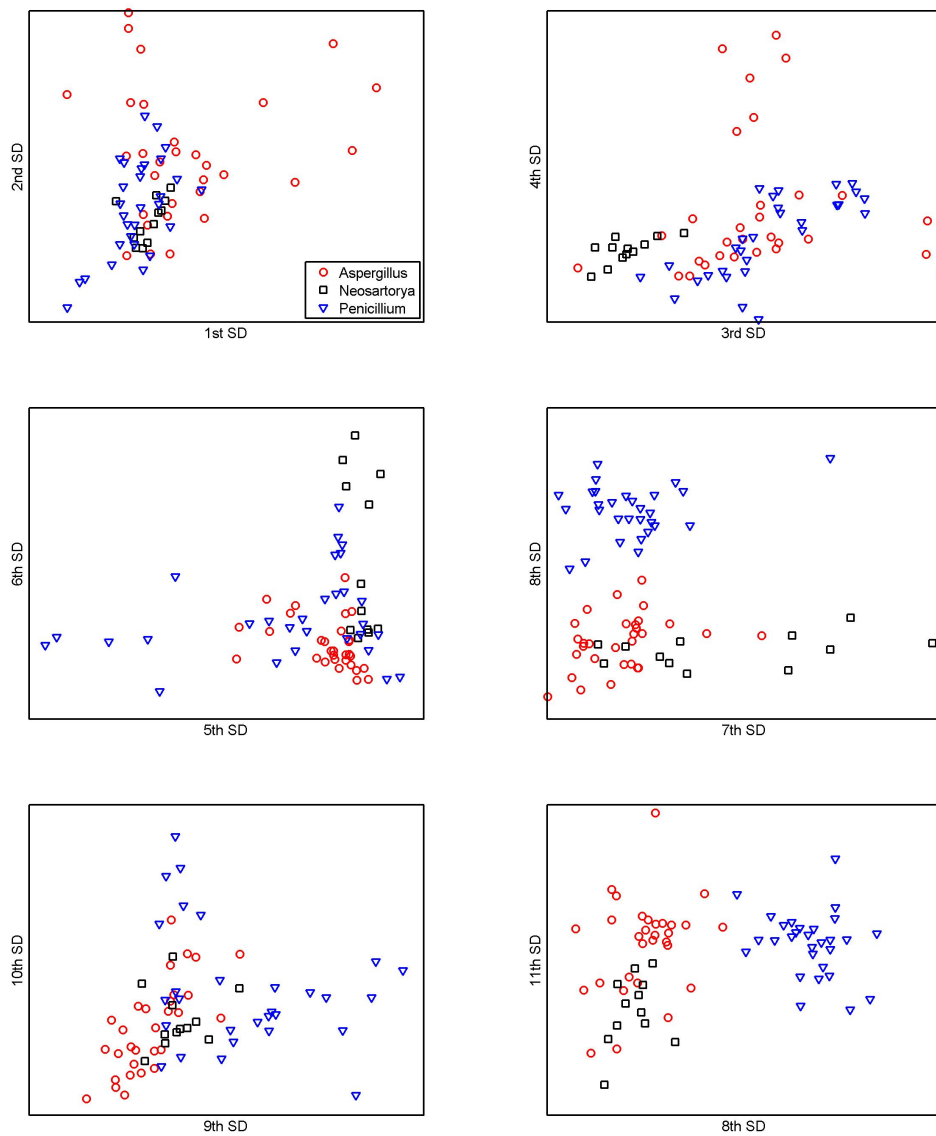 2nd SD
Aspergillus
Neosartorya
Penicillium
1st SD
4th SD
3rd SD
6th SD
5th SD
8th SD
7th SD
10th SD
9th SD
11th SD
8th SD